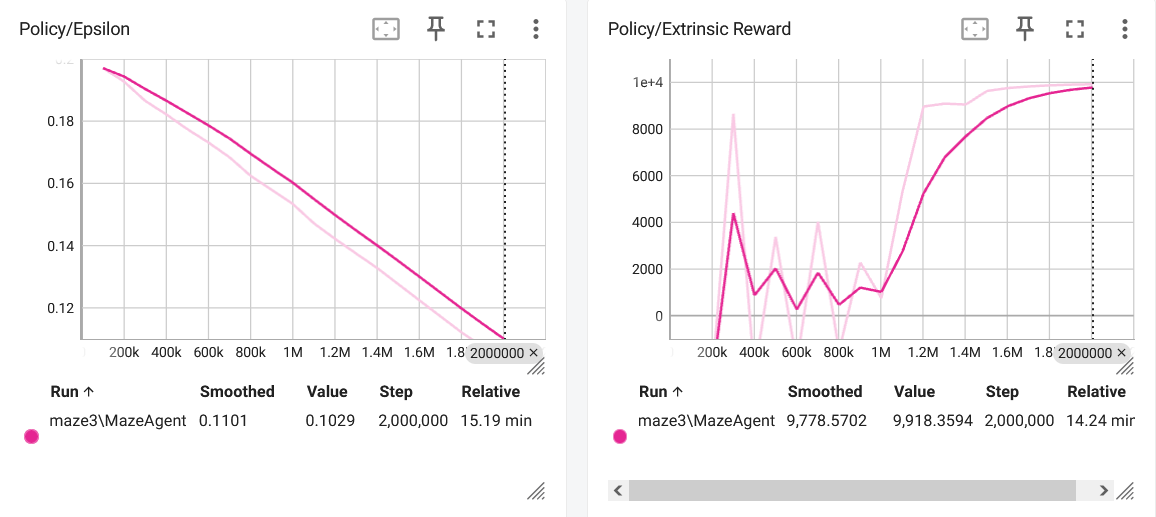 Policy/Epsilon
0.2
0.18
0.16
0.14
0.12
200k 400k 600k 800k 1M 1.2M 1.4M 1.6M 1.8 2000000 ×
Run ↑ Smoothed Value Step Relative
maze3\MazeAgent 0.1101 0.1029 2,000,000 15.19 min
Policy/Extrinsic Reward
1e+4
8000
6000
4000
2000
0
200k 400k 600k 800k 1M 1.2M 1.4M 1.6M 1.8 2000000 ×
Run ↑ Smoothed Value Step Relative
maze3\MazeAgent 9,778.5702 9,918.3594 2,000,000 14.24 mir